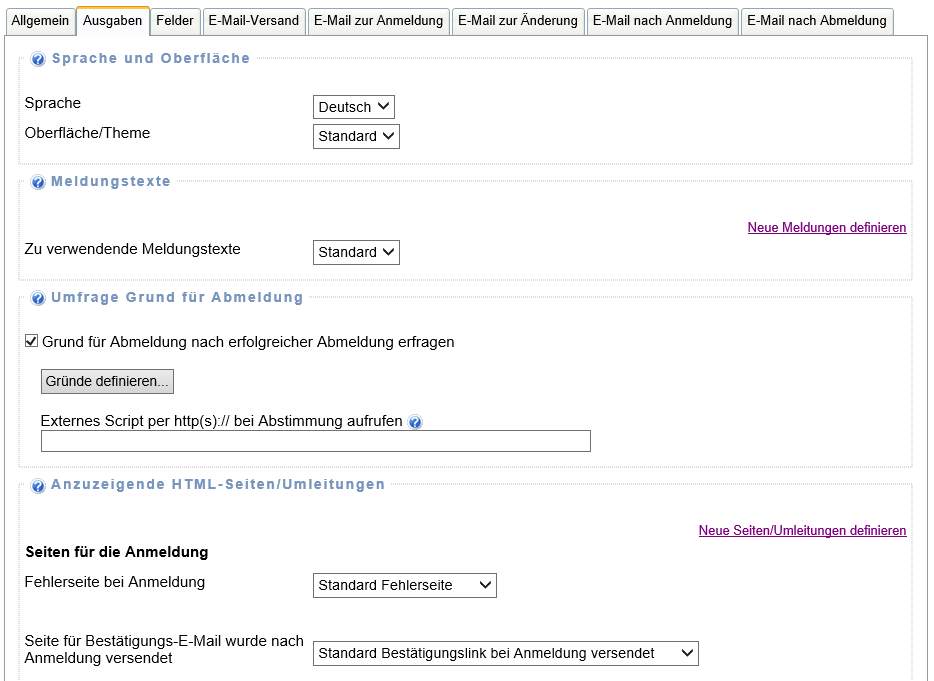 Allgemein Ausgaben Felder E-Mail-Versand E-Mail zur Anmeldung E-Mail zur Änderung E-Mail nach Anmeldung E-Mail nach Abmeldung
Sprache und Oberfläche
Sprache Deutsch
Oberfläche/Theme Standard
Meldungstexte
Neue Meldungen definieren
Zu verwendende Meldungstexte Standard
Umfrage Grund für Abmeldung
Grund für Abmeldung nach erfolgreicher Abmeldung erfragen
Gründe definieren...
Externes Script per http(s):// bei Abstimmung aufrufen
Anzuzeigende HTML-Seiten/Umleitungen
Neue Seiten/Umleitungen definieren
Seiten für die Anmeldung
Fehlerseite bei Anmeldung Standard Fehlerseite
Seite für Bestätigungs-E-Mail wurde nach
Anmeldung versendet Standard Bestätigungslink bei Anmeldung versendet